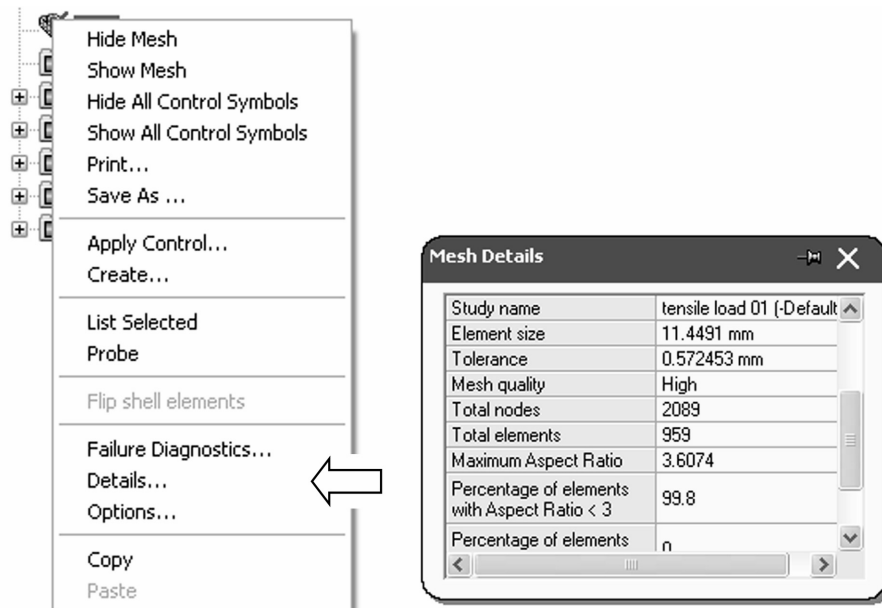 Hide Mesh
Show Mesh
Hide All Control Symbols
Show All Control Symbols
Print...
Save As ...
Apply Control...
Create...
List Selected
Probe
Flip shell elements
Failure Diagnostics...
Details...
Options...
Copy
Paste
Mesh Details
Study name tensile load 01 (-Default
Element size 11.4491 mm
Tolerance 0.572453 mm
Mesh quality High
Total nodes 2089
Total elements 959
Maximum Aspect Ratio 3.6074
Percentage of elements
with Aspect Ratio < 3 99.8
Percentage of elements